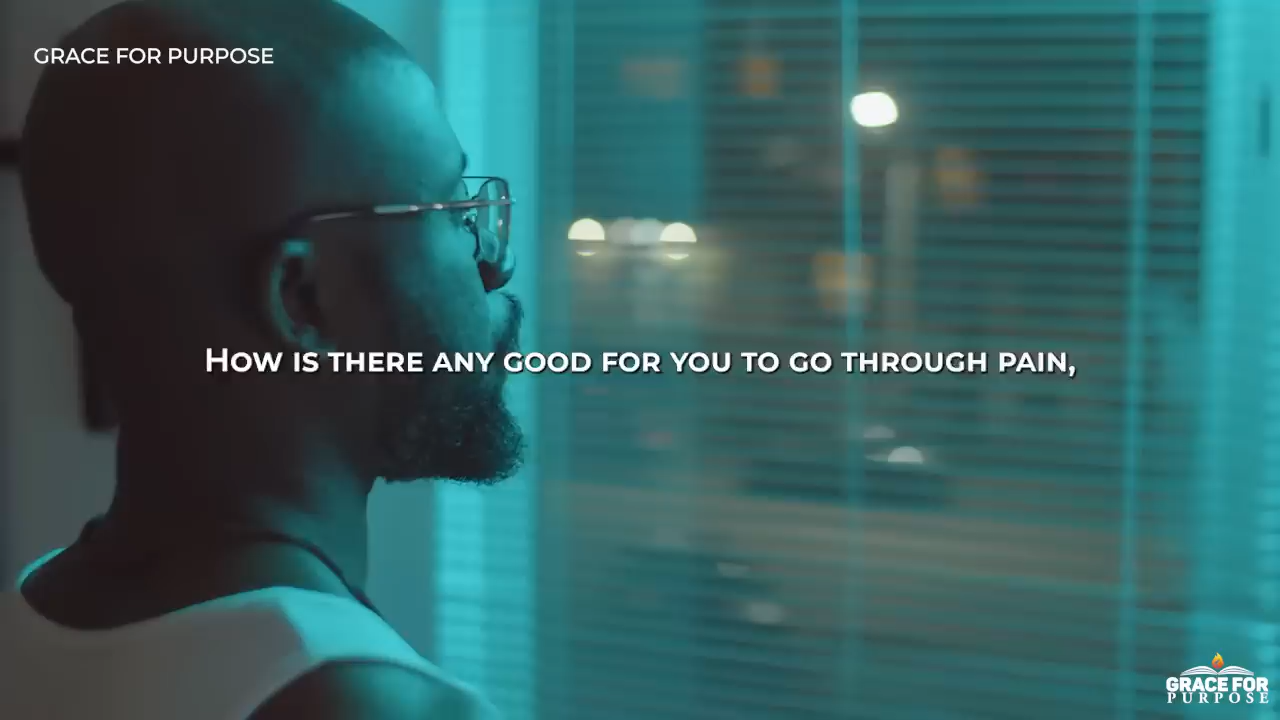 GRACE FOR PURPOSE
How is there any good for you to go through pain,
GRACE FOR
PURPOSE